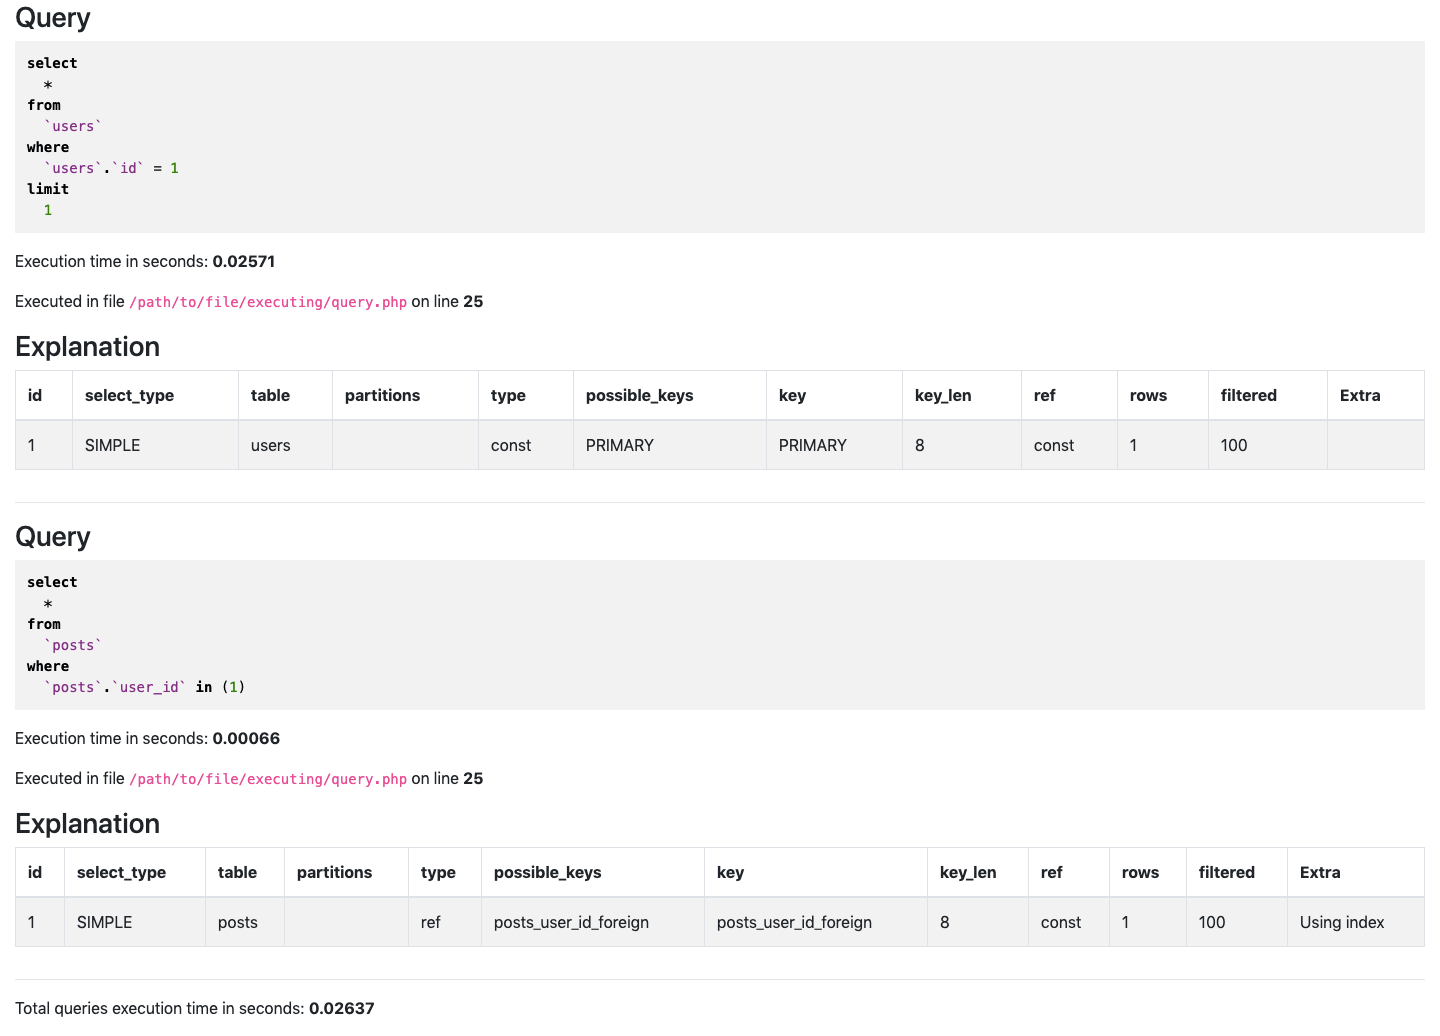 Query
select
  *
from
  `users`
where
  `users`.`id` = 1
limit
  1
Execution time in seconds: 0.02571
Executed in file /path/to/file/executing/query.php on line 25
Explanation
id select_type table partitions type possible_keys key key_len ref rows filtered Extra
1 SIMPLE users const PRIMARY PRIMARY 8 const 1 100
Query
select
  *
from
  `posts`
where
  `posts`.`user_id` in (1)
Execution time in seconds: 0.00066
Executed in file /path/to/file/executing/query.php on line 25
Explanation
id select_type table partitions type possible_keys key key_len ref rows filtered Extra
1 SIMPLE posts ref posts_user_id_foreign posts_user_id_foreign 8 const 1 100 Using index
Total queries execution time in seconds: 0.02637